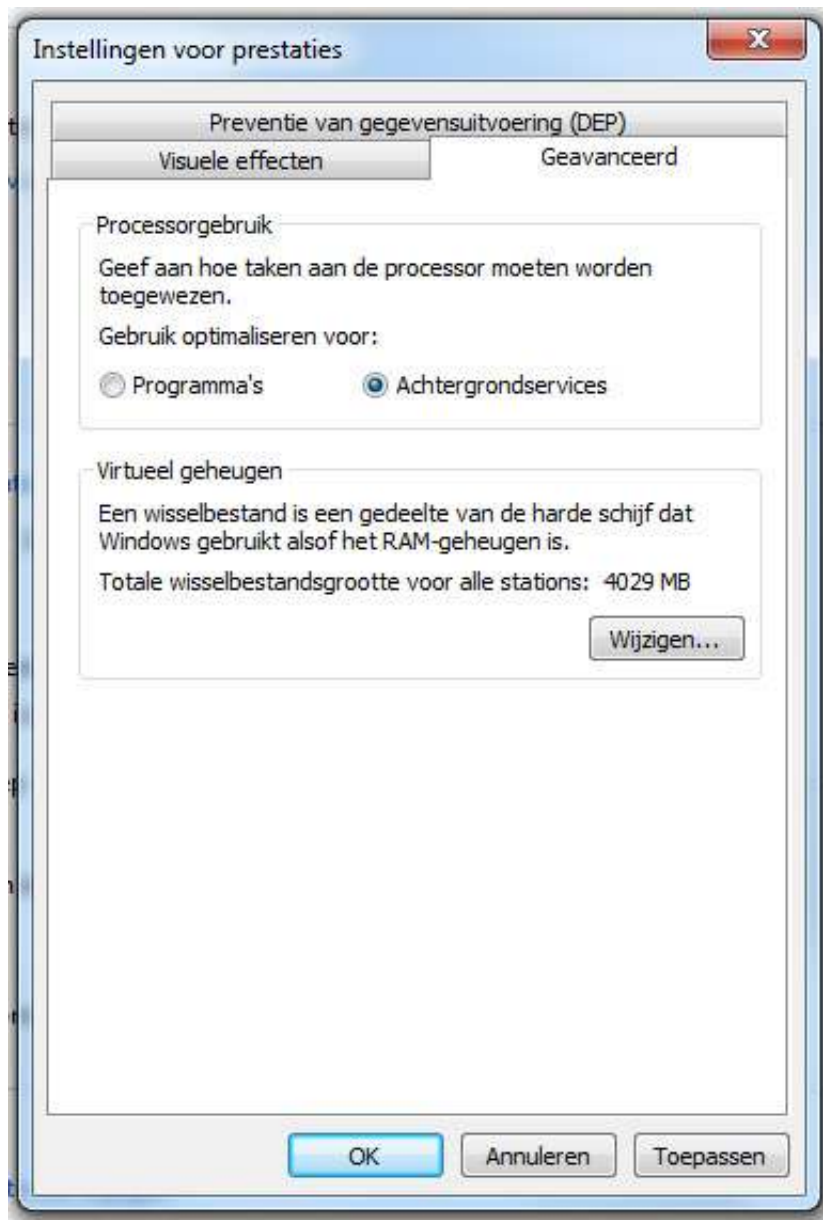 Instellingen voor prestaties
Preventie van gegevensuitvoering (DEP)
Visuele effecten
Geavanceerd
Processorgebruik
Geef aan hoe taken aan de processor moeten worden
toegewezen.
Gebruik optimaliseren voor:
Programma's
Achtergrondservices
Virtueel geheugen
Een wisselbestand is een gedeelte van de harde schijf dat
Windows gebruikt alsof het RAM-geheugen is.
Totale wisselbestandsgrootte voor alle stations: 4029 MB
Wijzigen...
OK
Annuleren
Toepassen